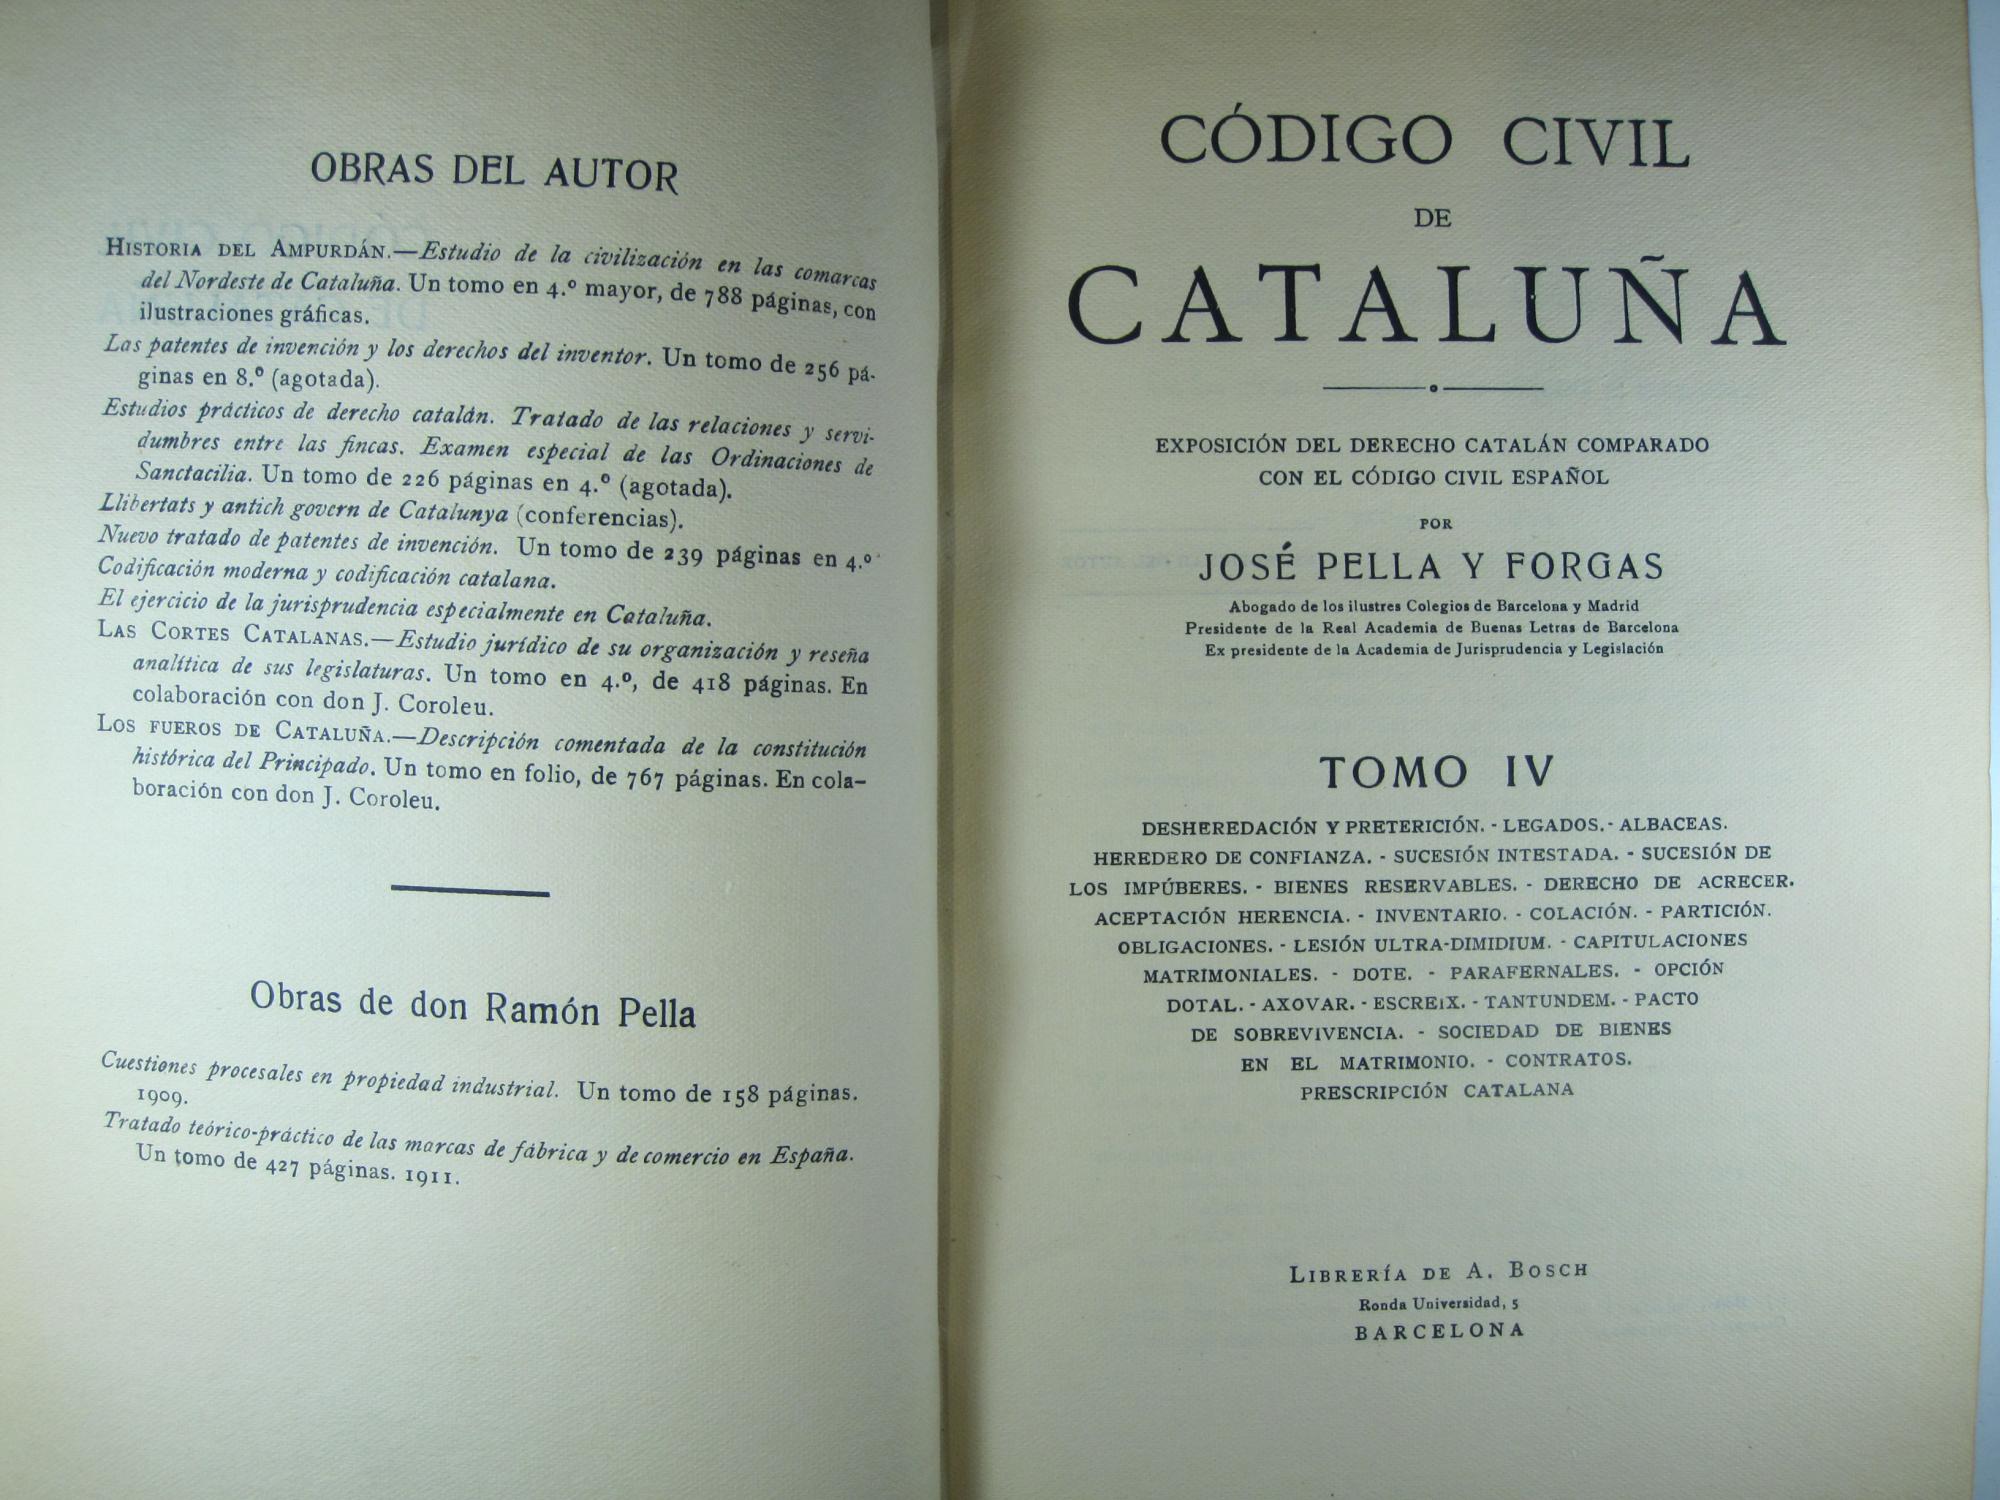 OBRAS DEL AUTOR
HISTORIA DEL AMPURDÁN.—Estudio de la civilización en las comarcas
del Nordeste de Cataluña. Un tomo en 4.º mayor, de 788 páginas, con
ilustraciones gráficas.
Las patentes de invención y los derechos del inventor. Un tomo de 256 pá-
ginas en 8.º (agotada).
Estudios prácticos de derecho catalán. Tratado de las relaciones y servi-
dumbres entre las fincas. Examen especial de las Ordinaciones de
Sanctacilia. Un tomo de 226 páginas en 4.º (agotada).
Llibertats y antich govern de Catalunya (conferencias).
Nuevo tratado de patentes de invención. Un tomo de 239 páginas en 4.º
Codificación moderna y codificación catalana.
El ejercicio de la jurisprudencia especialmente en Cataluña.
LAS CORTES CATALANAS.—Estudio jurídico de su organización y reseña
analítica de sus legislaturas. Un tomo en 4.º, de 418 páginas. En
colaboración con don J. Coroleu.
LOS FUEROS DE CATALUÑA.—Descripción comentada de la constitución
histórica del Principado. Un tomo en folio, de 767 páginas. En cola-
boración con don J. Coroleu.
Obras de don Ramón Pella
Cuestiones procesales en propiedad industrial. Un tomo de 158 páginas.
1909.
Tratado teórico-práctico de las marcas de fábrica y de comercio en España.
Un tomo de 427 páginas. 1911.
CÓDIGO CIVIL
DE
CATALUÑA
EXPOSICIÓN DEL DERECHO CATALÁN COMPARADO
CON EL CÓDIGO CIVIL ESPAÑOL
POR
JOSÉ PELLA Y FORGAS
Abogado de los ilustres Colegios de Barcelona y Madrid
Presidente de la Real Academia de Buenas Letras de Barcelona
Ex presidente de la Academia de Jurisprudencia y Legislación
TOMO IV
DESHEREDACIÓN Y PRETERICIÓN. - LEGADOS. - ALBACEAS.
HEREDERO DE CONFIANZA. - SUCESIÓN INTESTADA. - SUCESIÓN DE
LOS IMPÚBERES. - BIENES RESERVABLES. - DERECHO DE ACRECER.
ACEPTACIÓN HERENCIA. - INVENTARIO. - COLACIÓN. - PARTICIÓN.
OBLIGACIONES. - LESIÓN ULTRA-DIMIDIUM. - CAPITULACIONES
MATRIMONIALES. - DOTE. - PARAFERNALES. - OPCIÓN
DOTAL. - AXOVAR. - ESCREIX. - TANTUNDEM. - PACTO
DE SOBREVIVENCIA. - SOCIEDAD DE BIENES
EN EL MATRIMONIO. - CONTRATOS.
PRESCRIPCIÓN CATALANA
LIBRERÍA DE A. BOSCH
Ronda Universidad, 5
BARCELONA